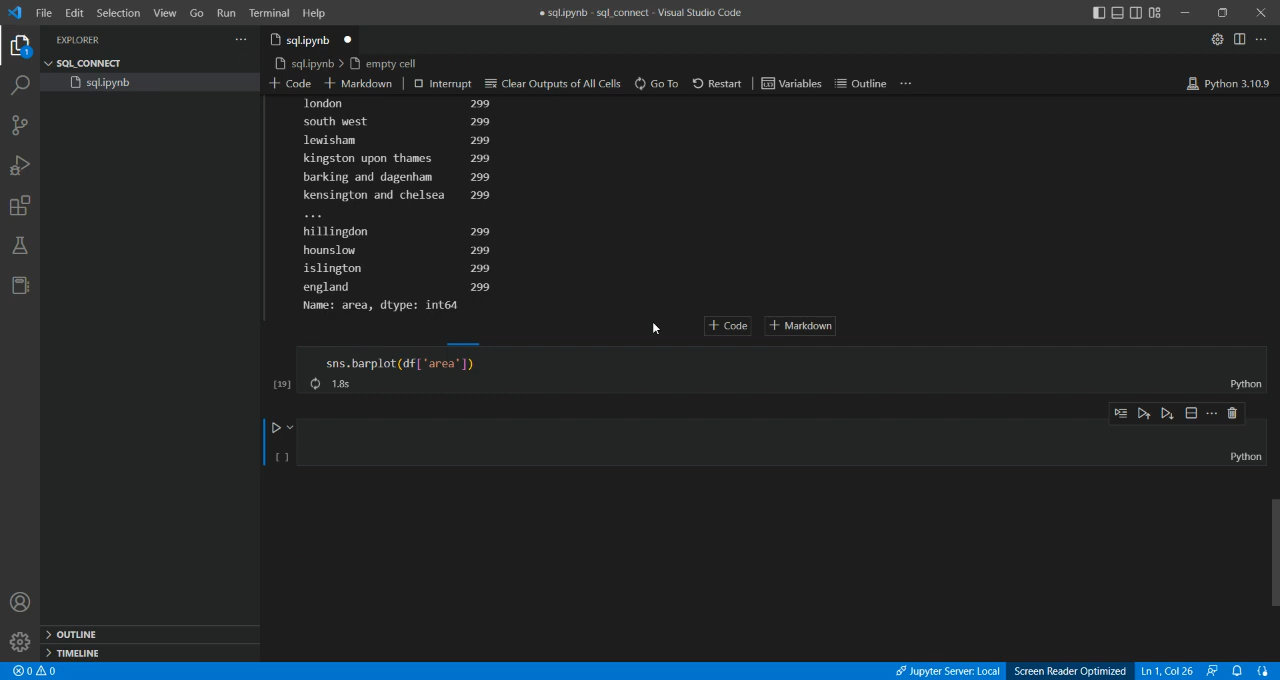 File Edit Selection View Go Run Terminal Help
● sql.ipynb - sql_connect - Visual Studio Code
EXPLORER ...
1
SQL_CONNECT
sql.ipynb
sql.ipynb ●
sql.ipynb > empty cell
+ Code + Markdown Interrupt Clear Outputs of All Cells Go To Restart Variables Outline ... Python 3.10.9
london 299
south west 299
lewisham 299
kingston upon thames 299
barking and dagenham 299
kensington and chelsea 299
...
hillingdon 299
hounslow 299
islington 299
england 299
Name: area, dtype: int64
+ Code + Markdown
sns.barplot(df['area'])
[19] 1.8s Python
[ ] Python
> OUTLINE
> TIMELINE
0 0 Jupyter Server: Local Screen Reader Optimized Ln 1, Col 26